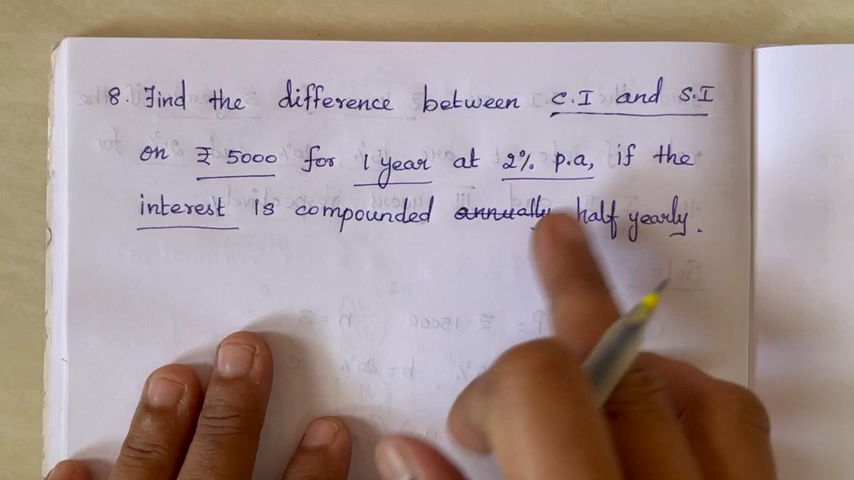 8. Find the difference between C.I and S.I
on ₹ 5000 for 1 year at 2% p.a, if the
interest is compounded annually half yearly.